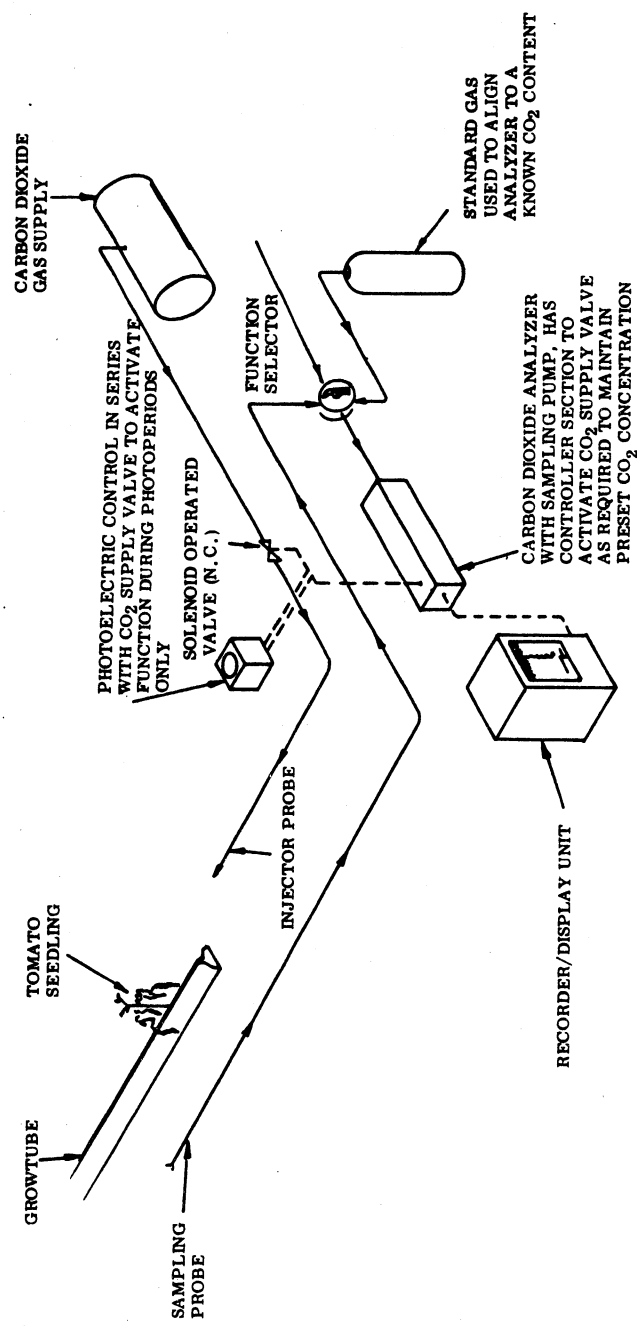 GROWTUBE
TOMATO
SEEDLING
CARBON DIOXIDE
GAS SUPPLY
PHOTOELECTRIC CONTROL IN SERIES
WITH CO2 SUPPLY VALVE TO ACTIVATE
FUNCTION DURING PHOTOPERIODS
ONLY
SOLENOID OPERATED
VALVE (N.C.)
FUNCTION
SELECTOR
SAMPLING
PROBE
INJECTOR PROBE
STANDARD GAS
USED TO ALIGN
ANALYZER TO A
KNOWN CO2 CONTENT
CARBON DIOXIDE ANALYZER
WITH SAMPLING PUMP, HAS
CONTROLLER SECTION TO
ACTIVATE CO2 SUPPLY VALVE
AS REQUIRED TO MAINTAIN
PRESET CO2 CONCENTRATION
RECORDER/DISPLAY UNIT